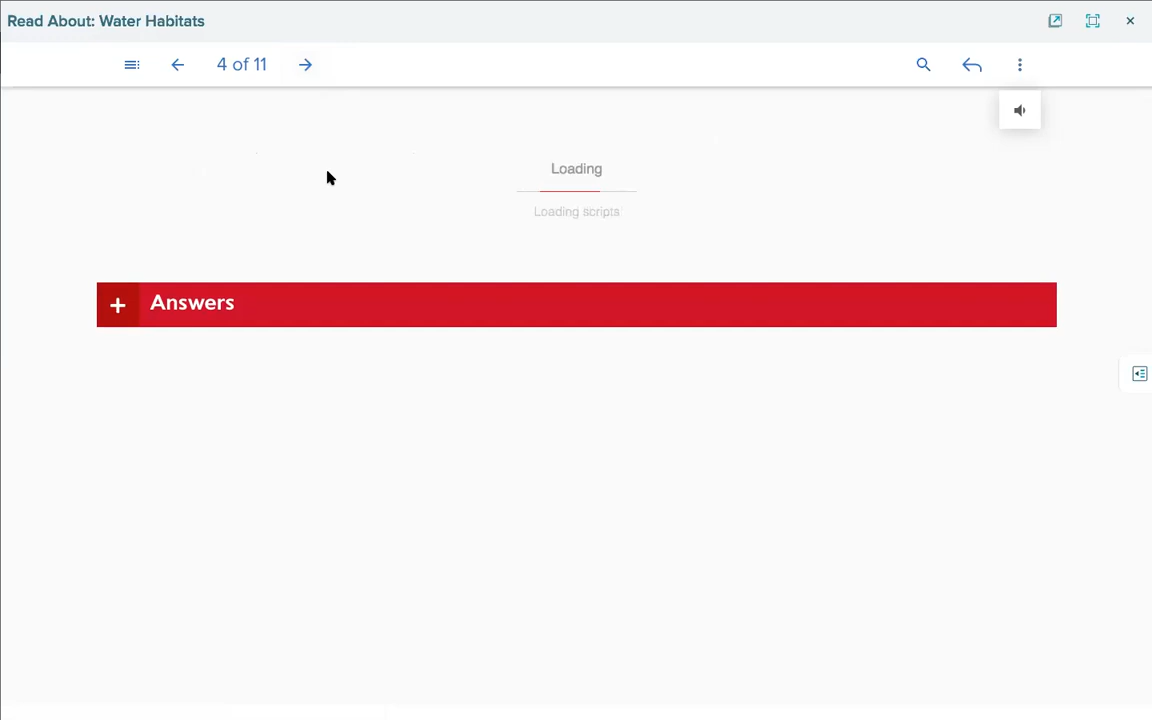 Read About: Water Habitats
4 of 11
Loading
Loading scripts
Answers